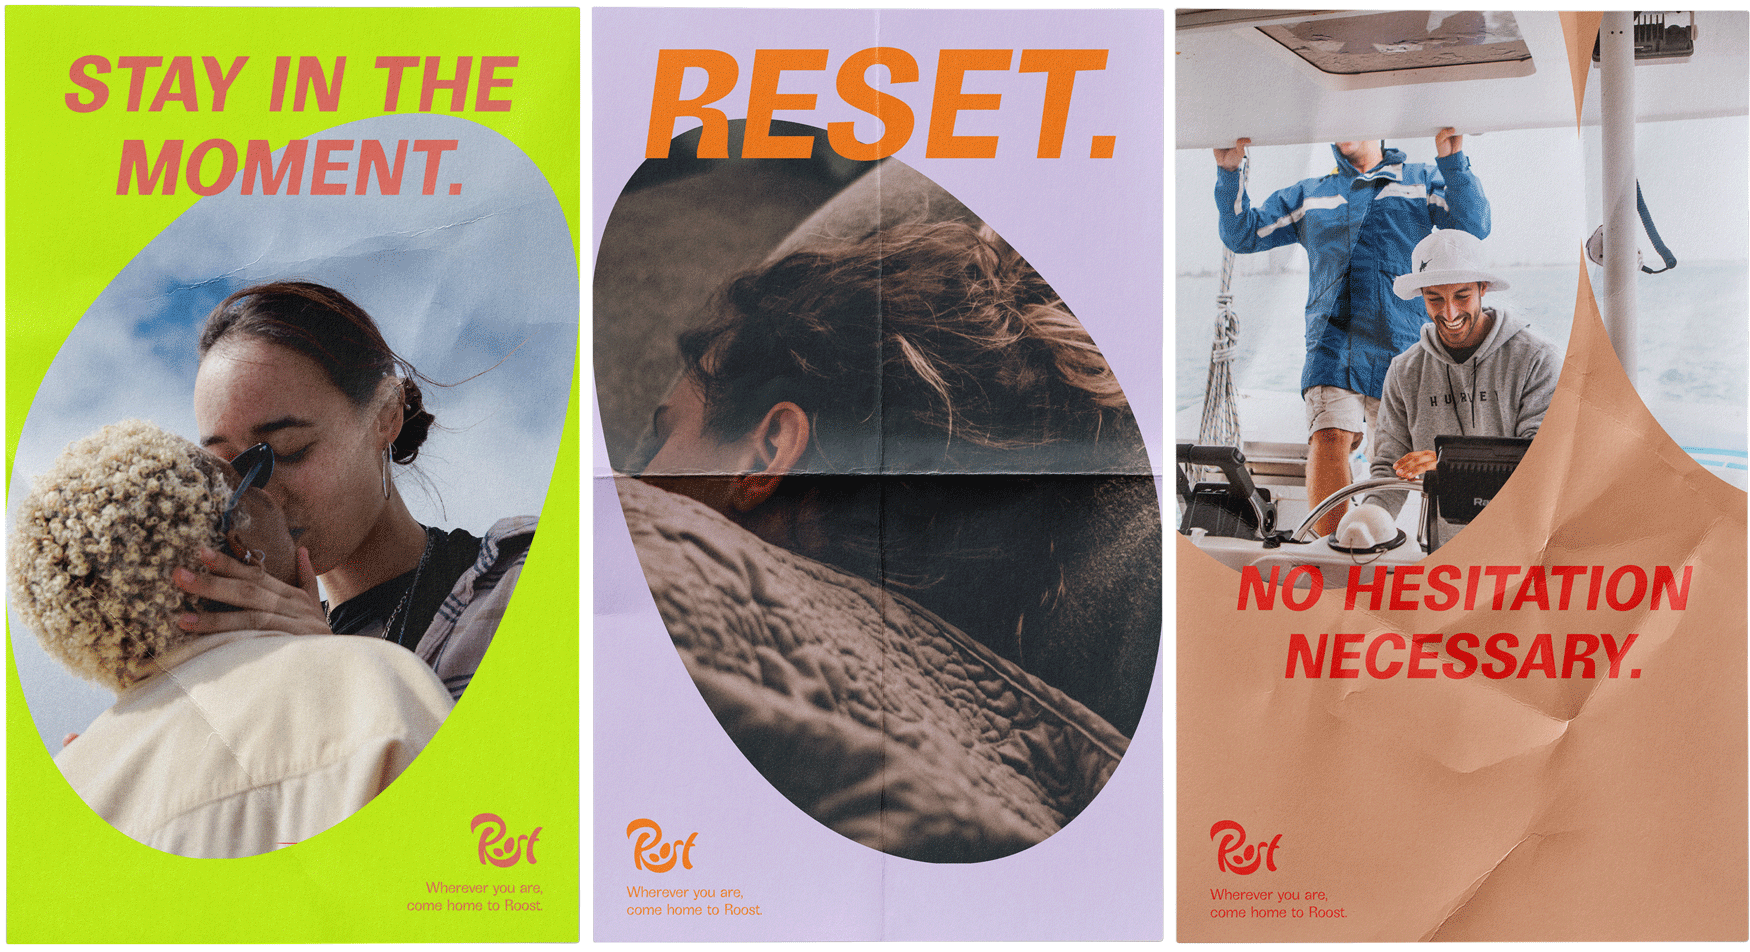 STAY IN THE
MOMENT.
Roost
Wherever you are,
come home to Roost.
RESET.
Roost
Wherever you are,
come home to Roost.
HURLEY
NO HESITATION
NECESSARY.
Roost
Wherever you are,
come home to Roost.